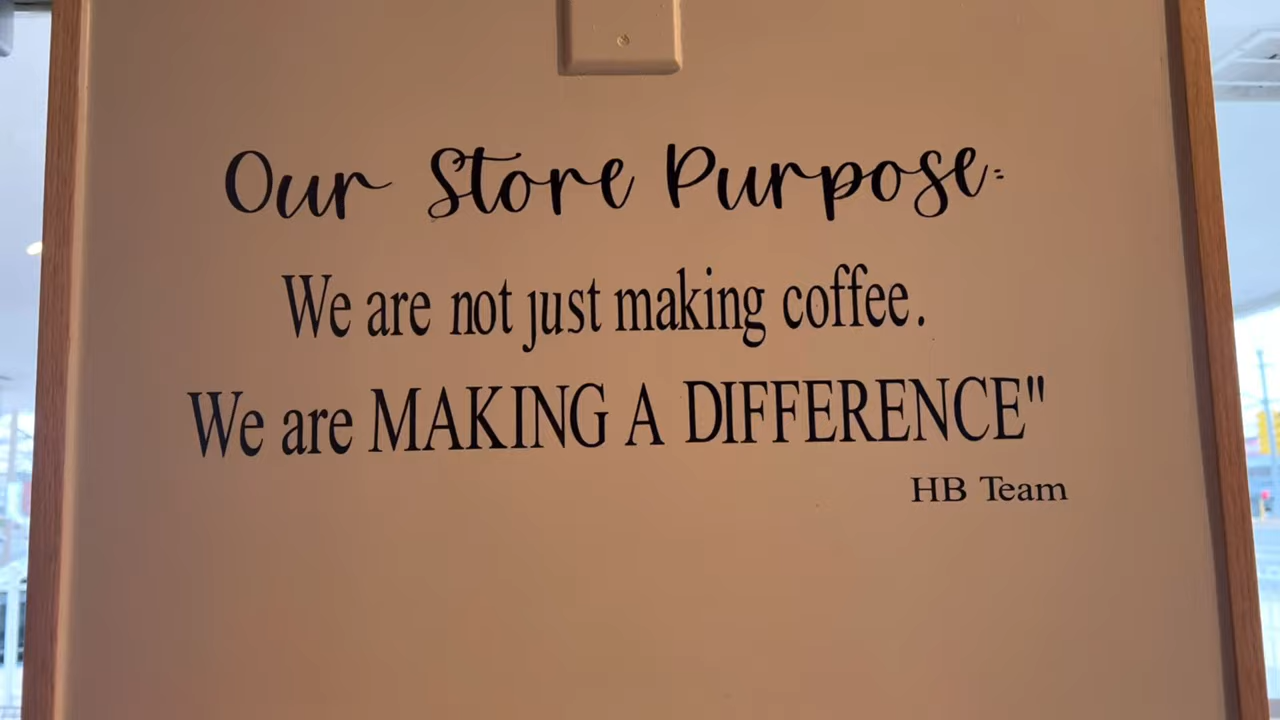 Our Store Purpose:
We are not just making coffee.
We are MAKING A DIFFERENCE"
HB Team